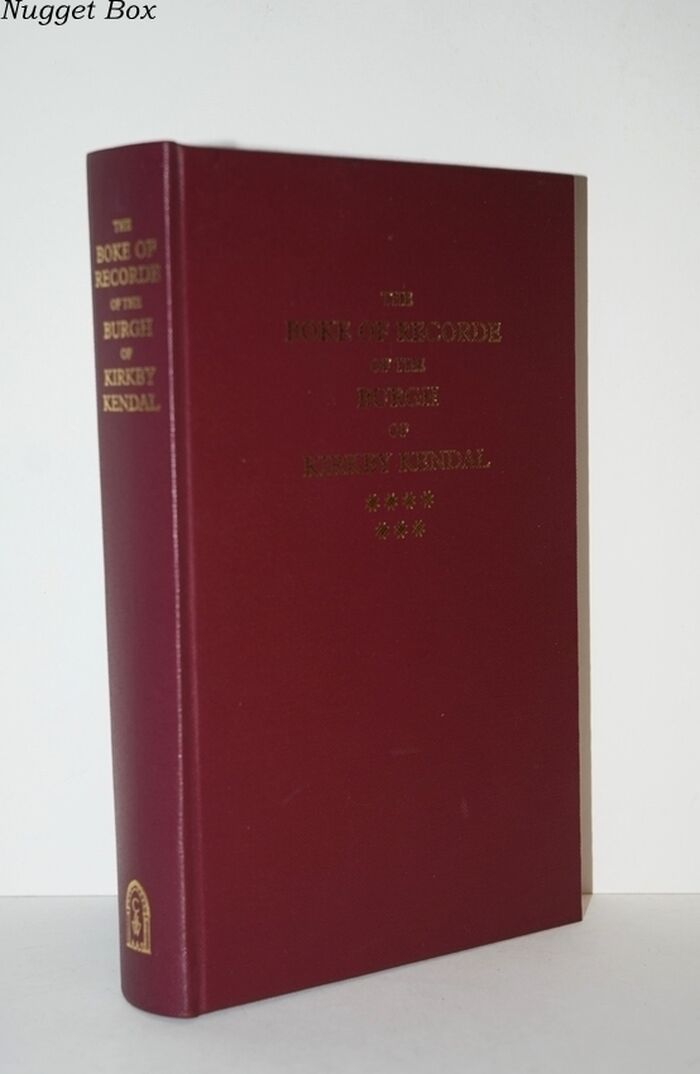 Nugget Box
THE
BOKE OF
RECORDE
OF THE
BURGH
OF
KIRKBY
KENDAL
THE
BOKE OF RECORDE
OF THE
BURGH
OF
KIRKBY KENDAL